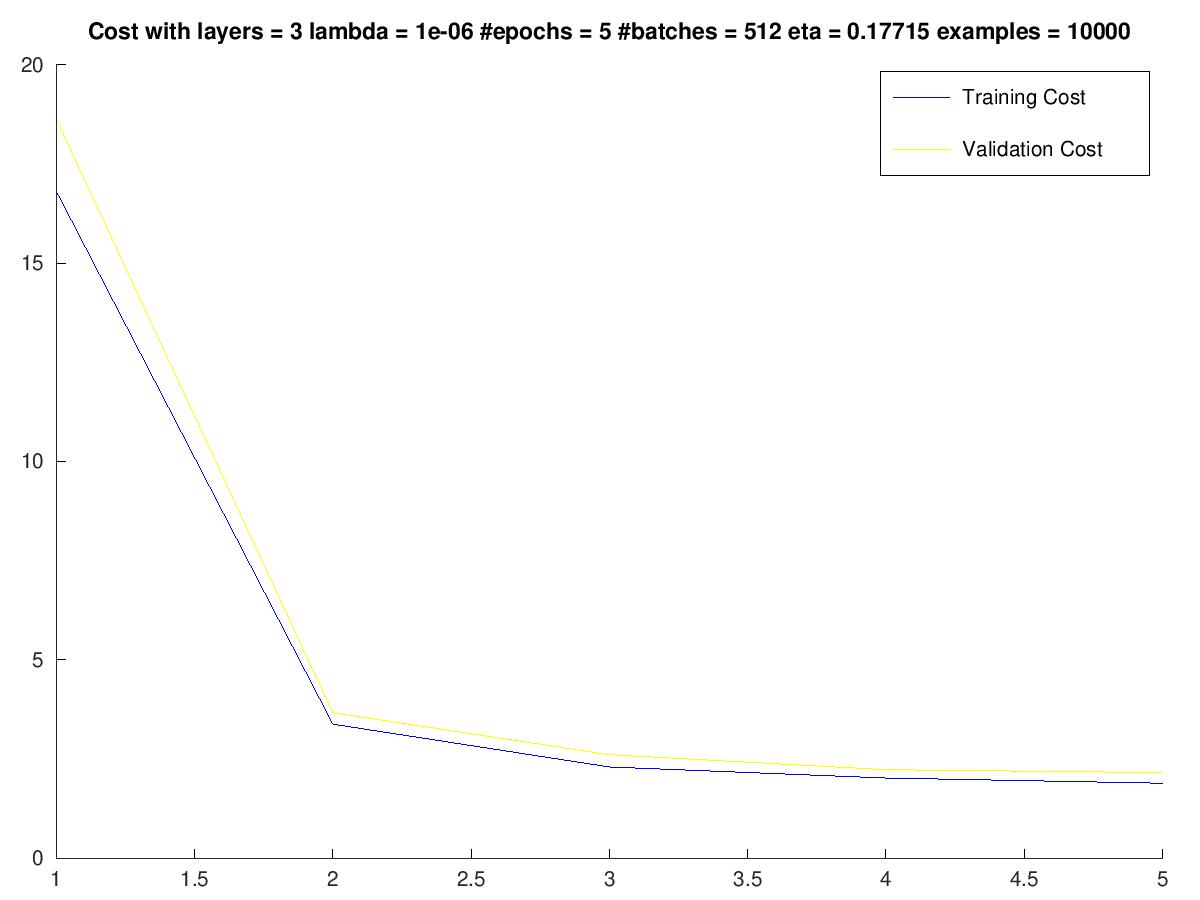 Cost with layers = 3 lambda = 1e-06 #epochs = 5 #batches = 512 eta = 0.17715 examples = 10000
20
Training Cost
Validation Cost
15
10
5
0
1 1.5 2 2.5 3 3.5 4 4.5 5